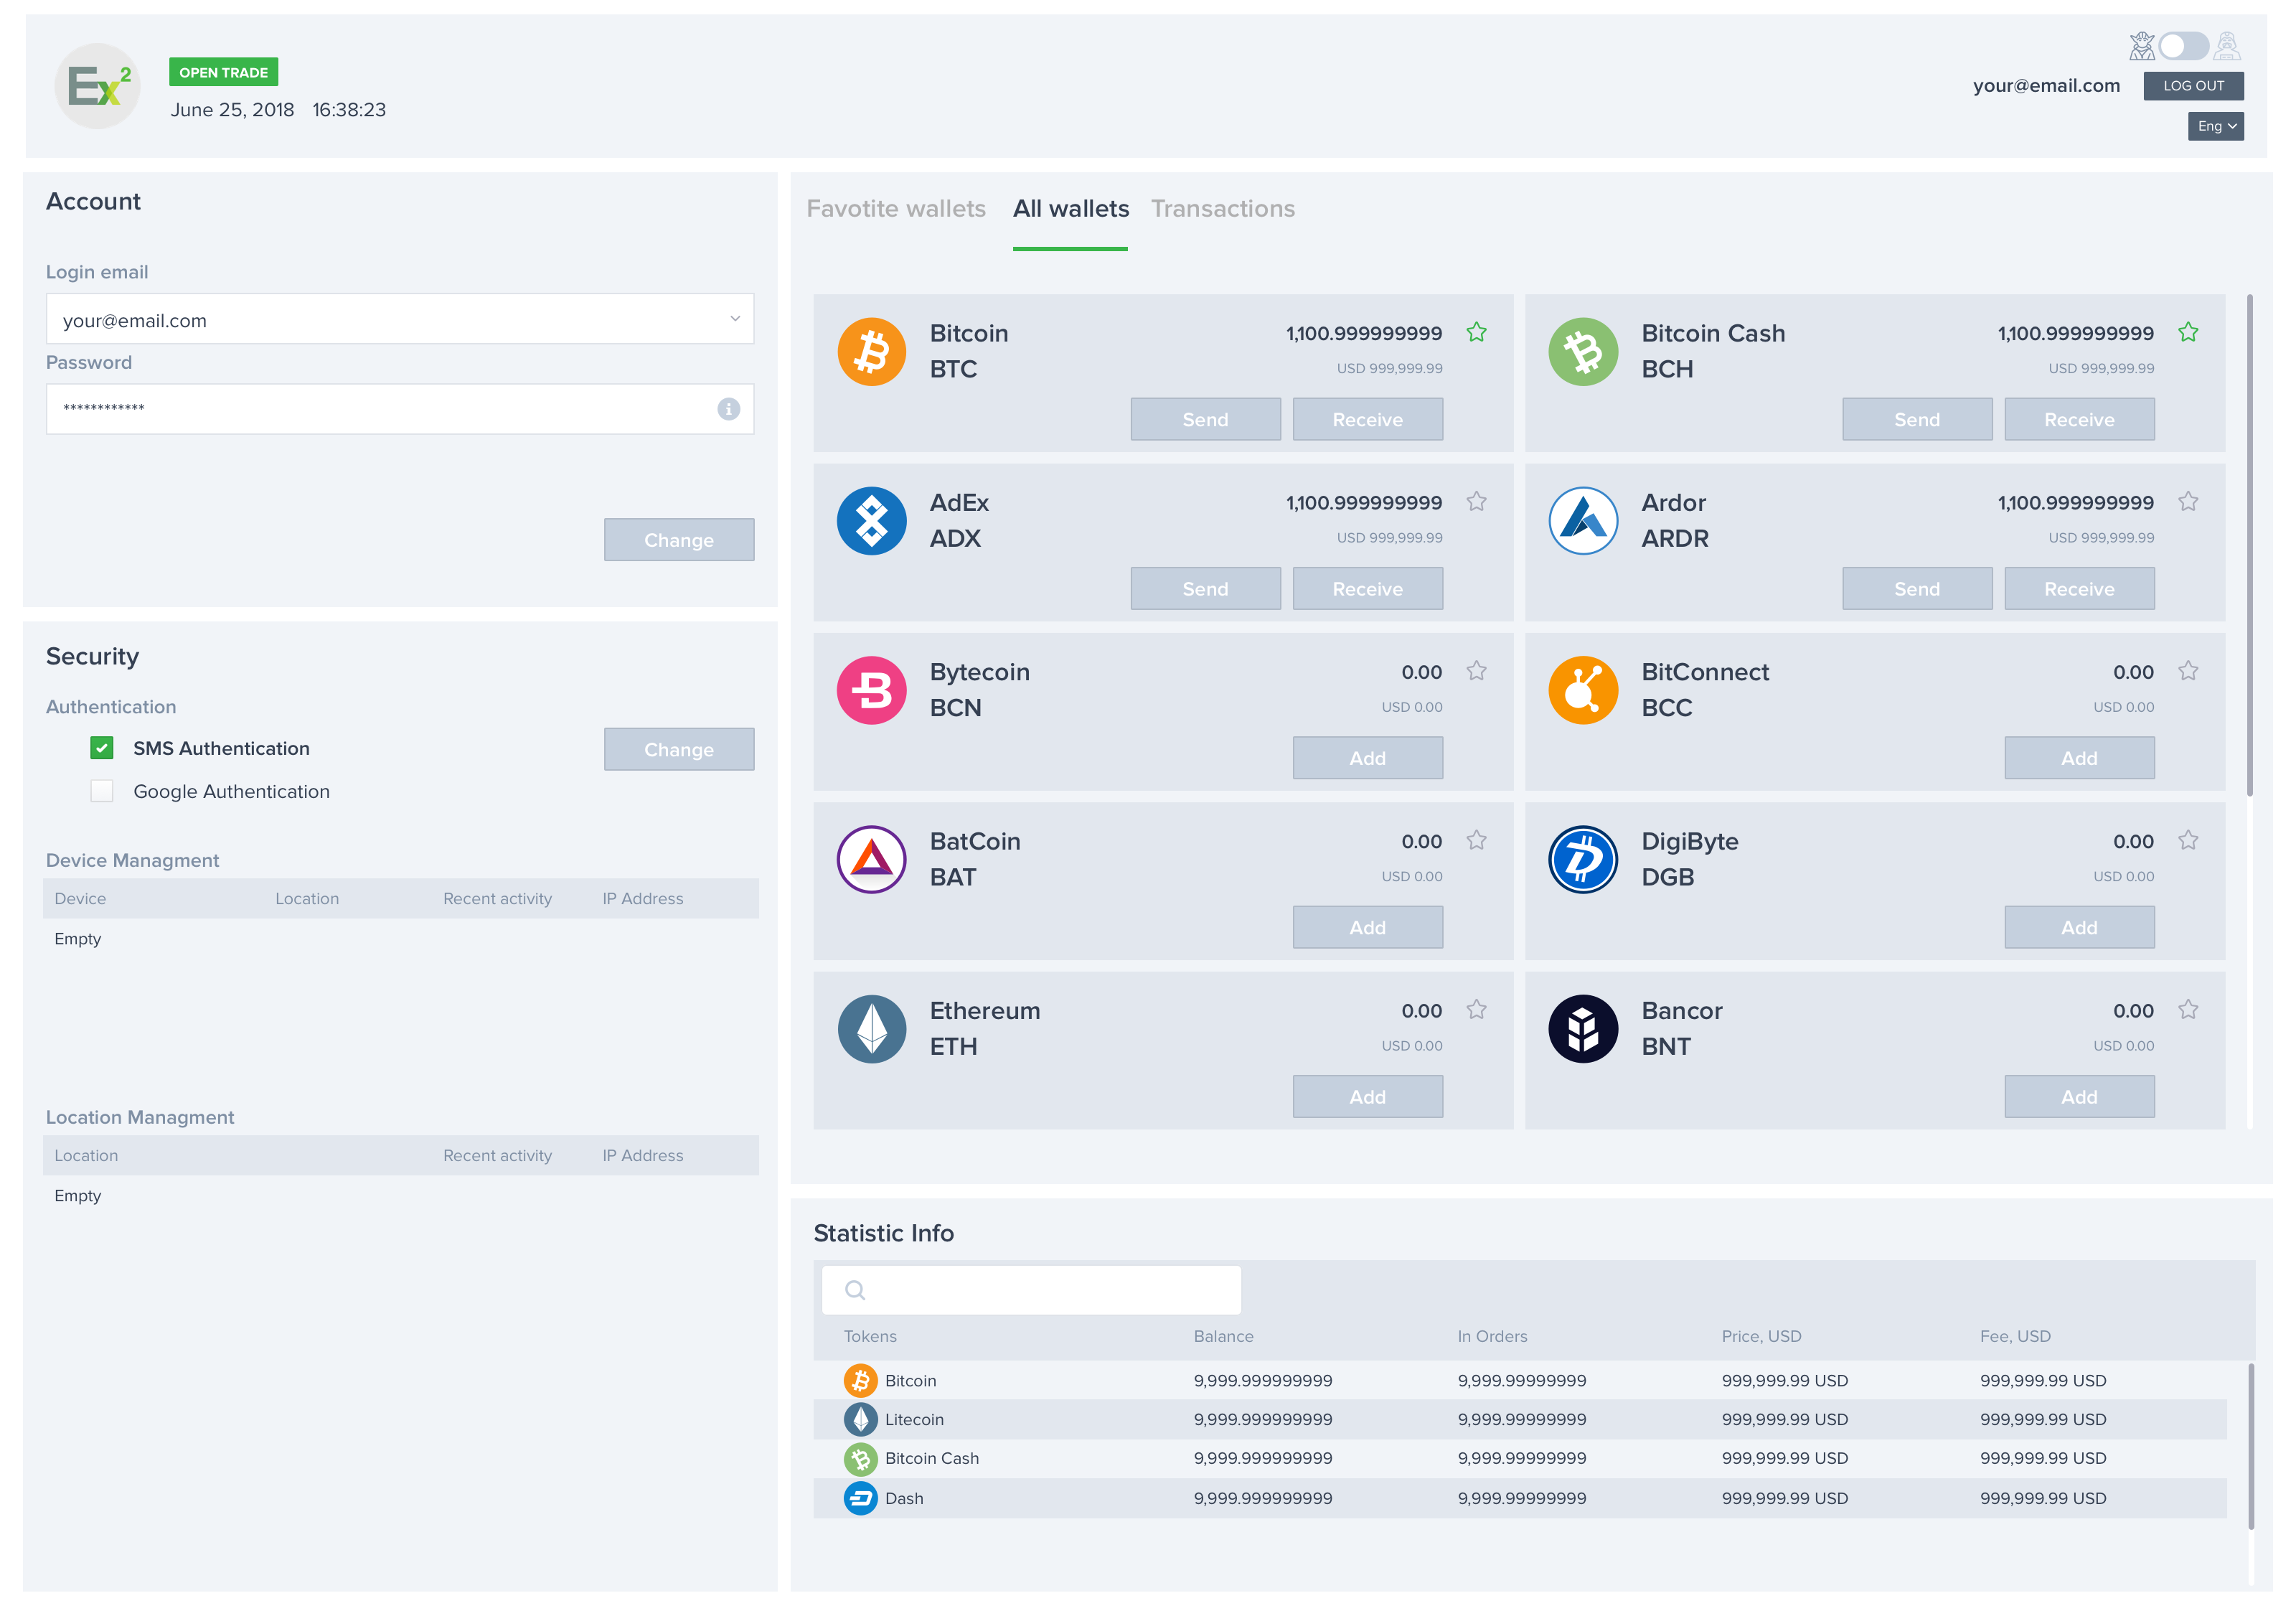 Ex²
OPEN TRADE
June 25, 2018 16:38:23
your@email.com
LOG OUT
Eng
Account
Login email
your@email.com
Password
************
Change
Security
Authentication
SMS Authentication
Change
Google Authentication
Device Managment
Device Location Recent activity IP Address
Empty
Location Managment
Location Recent activity IP Address
Empty
Favotite wallets All wallets Transactions
Bitcoin 1,100.999999999
BTC USD 999,999.99
Send Receive
Bitcoin Cash 1,100.999999999
BCH USD 999,999.99
Send Receive
AdEx 1,100.999999999
ADX USD 999,999.99
Send Receive
Ardor 1,100.999999999
ARDR USD 999,999.99
Send Receive
Bytecoin 0.00
BCN USD 0.00
Add
BitConnect 0.00
BCC USD 0.00
Add
BatCoin 0.00
BAT USD 0.00
Add
DigiByte 0.00
DGB USD 0.00
Add
Ethereum 0.00
ETH USD 0.00
Add
Bancor 0.00
BNT USD 0.00
Add
Statistic Info
Tokens Balance In Orders Price, USD Fee, USD
Bitcoin 9,999.999999999 9,999.99999999 999,999.99 USD 999,999.99 USD
Litecoin 9,999.999999999 9,999.99999999 999,999.99 USD 999,999.99 USD
Bitcoin Cash 9,999.999999999 9,999.99999999 999,999.99 USD 999,999.99 USD
Dash 9,999.999999999 9,999.99999999 999,999.99 USD 999,999.99 USD